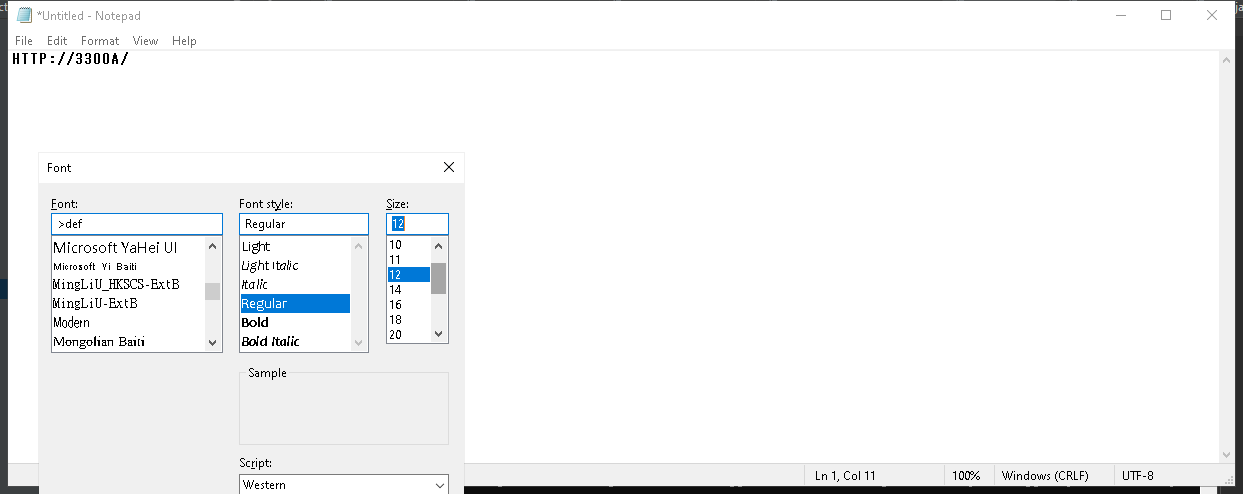 *Untitled - Notepad
File Edit Format View Help
HTTP://3300A/
Font
Font: Font style: Size:
>def Regular 12
Microsoft YaHei UI
Microsoft Yi Baiti
MingLiU_HKSCS-ExtB
MingLiU-ExtB
Modern
Mongolian Baiti
Light
Light Italic
Italic
Regular
Bold
Bold Italic
10
11
12
14
16
18
20
Sample
Script:
Western
Ln 1, Col 11 100% Windows (CRLF) UTF-8